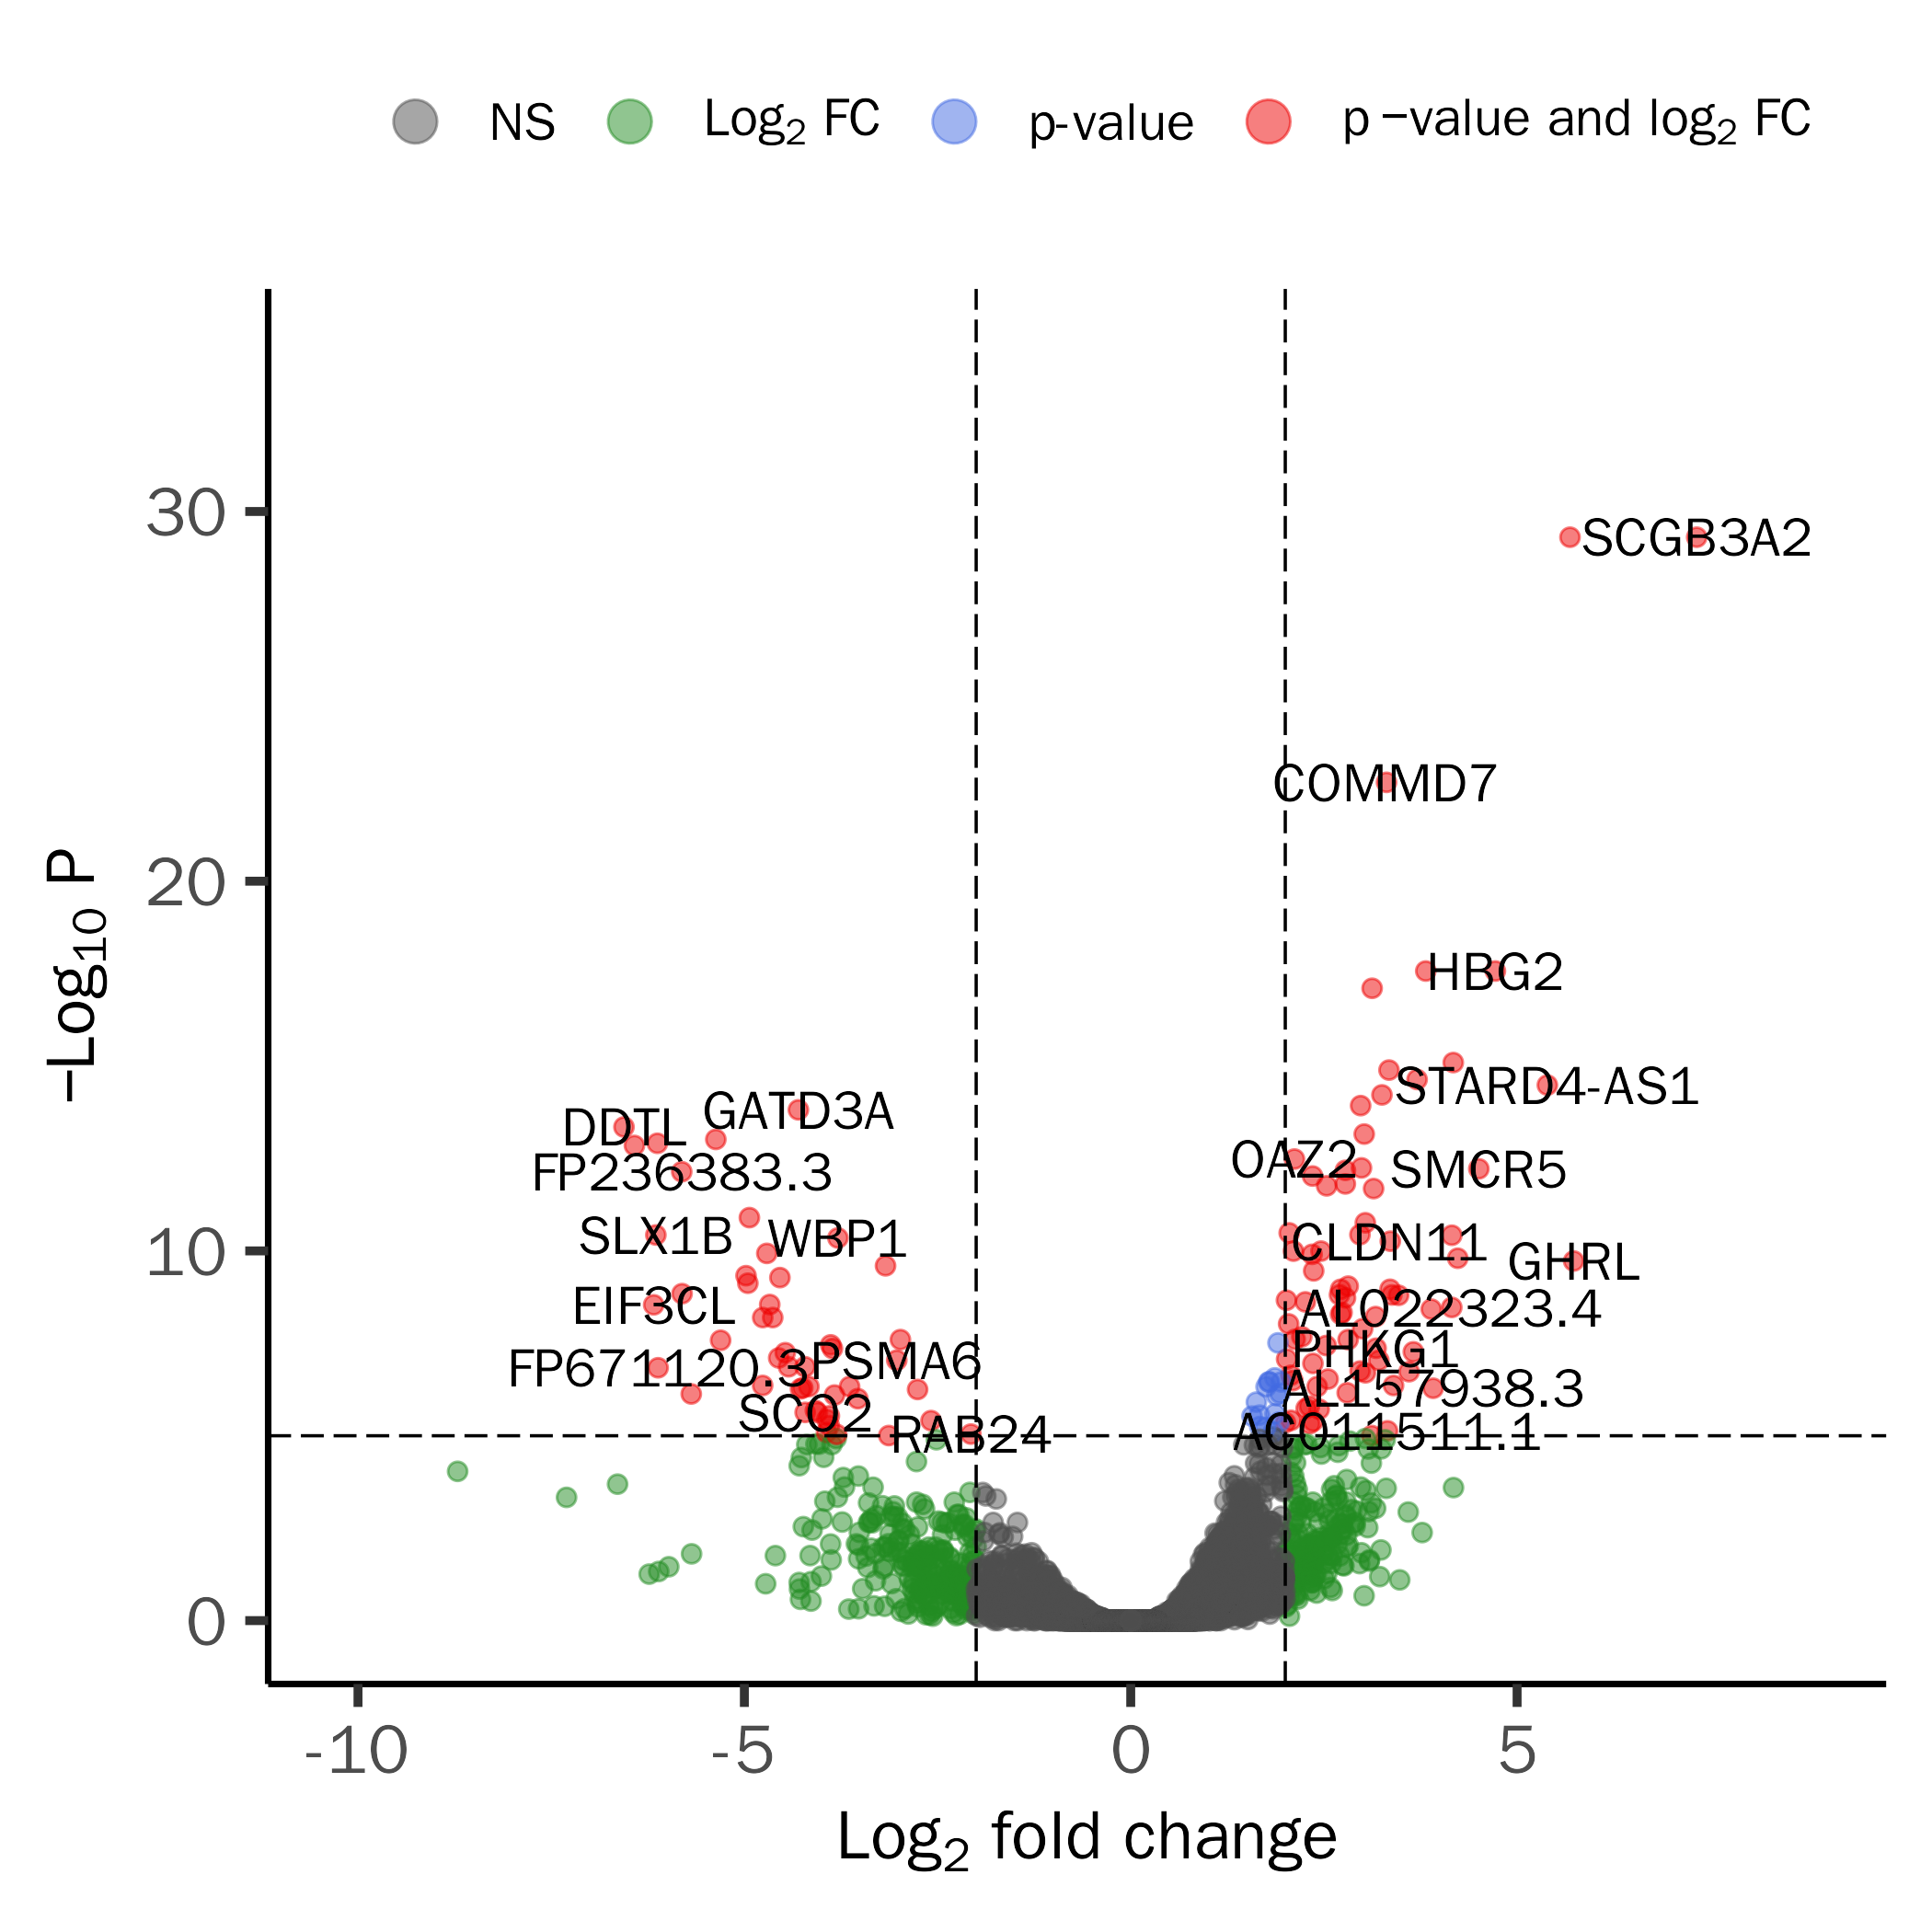 NS
Log2 FC
p-value
p −value and log2 FC
−Log10 P
30
20
10
0
SCGB3A2
COMMD7
HBG2
STARD4-AS1
GATD3A
DDTL
OAZ2
SMCR5
FP236383.3
SLX1B
WBP1
CLDN11
GHRL
EIF3CL
AL022323.4
PHKG1
FP671120.3
PSMA6
AL157938.3
SCO2
RAB24
AC011511.1
-10
-5
0
5
Log2 fold change